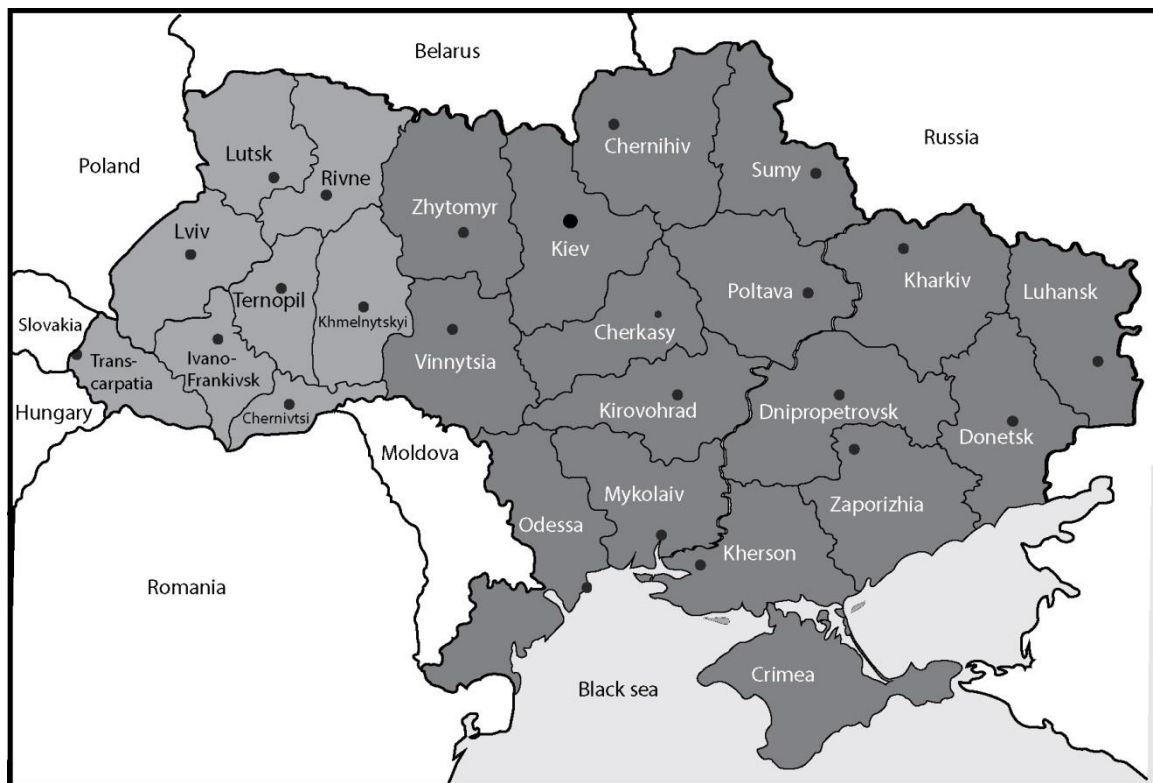 Belarus
Russia
Poland
Chernihiv
Lutsk
Sumy
Rivne
Zhytomyr
Lviv
Kiev
Kharkiv
Luhansk
Poltava
Ternopil
Khmelnytskyi
Cherkasy
Slovakia
Trans-
carpatia
Ivano-
Frankivsk
Vinnytsia
Hungary
Chernivtsi
Kirovohrad
Dnipropetrovsk
Donetsk
Moldova
Mykolaiv
Zaporizhia
Odessa
Kherson
Romania
Crimea
Black sea